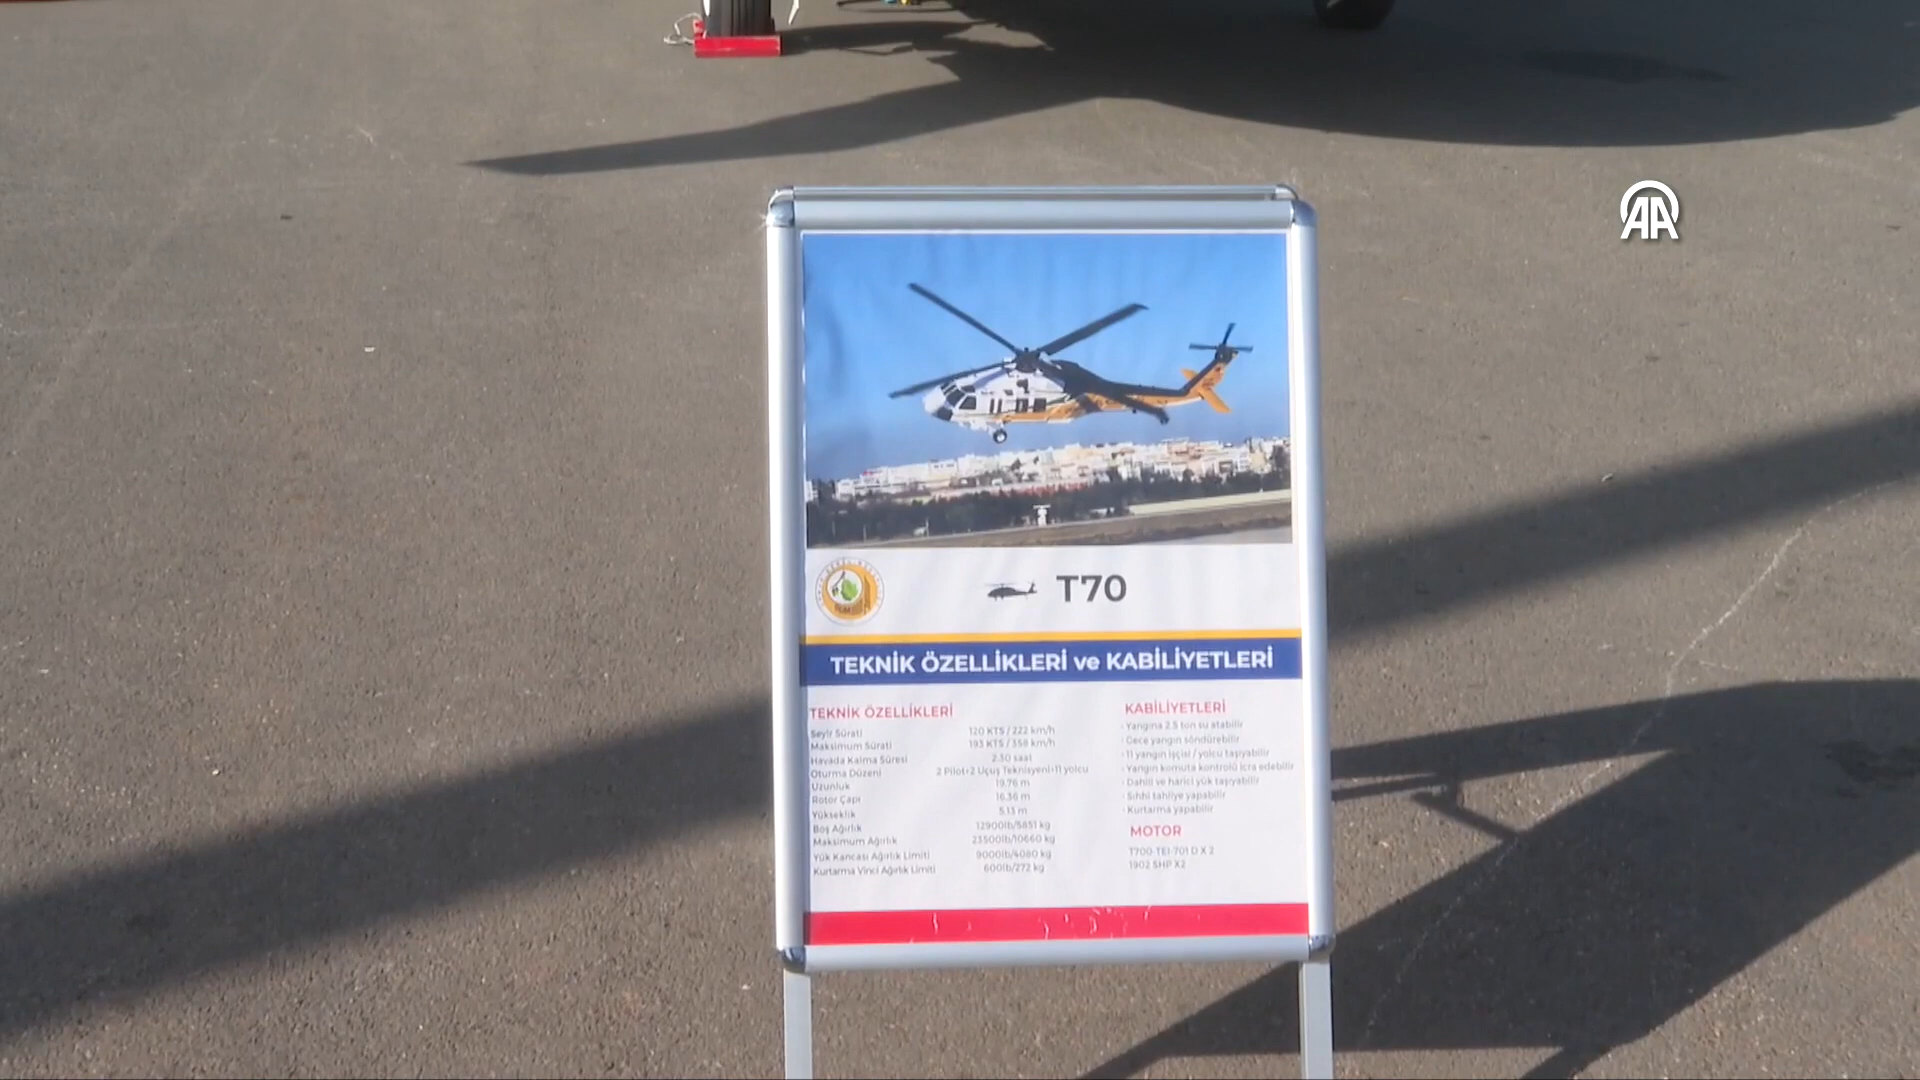 AA
T70
TEKNİK ÖZELLİKLERİ ve KABİLİYETLERİ
TEKNİK ÖZELLİKLERİ
Seyir Sürati 120 KTS / 222 km/h
Maksimum Sürati 193 KTS / 358 km/h
Havada Kalma Süresi 2.30 saat
Oturma Düzeni 2 Pilot+2 Uçuş Teknisyeni+11 yolcu
Uzunluk 19.76 m
Rotor Çapı 16.36 m
Yükseklik 5.13 m
Boş Ağırlık 12900lb/5851 kg
Maksimum Ağırlık 23500lb/10660 kg
Yük Kancası Ağırlık Limiti 9000lb/4080 kg
Kurtarma Vinci Ağırlık Limiti 600lb/272 kg
KABİLİYETLERİ
- Yangına 2.5 ton su atabilir
- Gece yangın söndürebilir
- 11 yangın işçisi / yolcu taşıyabilir
- Yangın komuta kontrolü icra edebilir
- Dahili ve harici yük taşıyabilir
- Sıhhi tahliye yapabilir
- Kurtarma yapabilir
MOTOR
T700-TEI-701 D X 2
1902 SHP X2